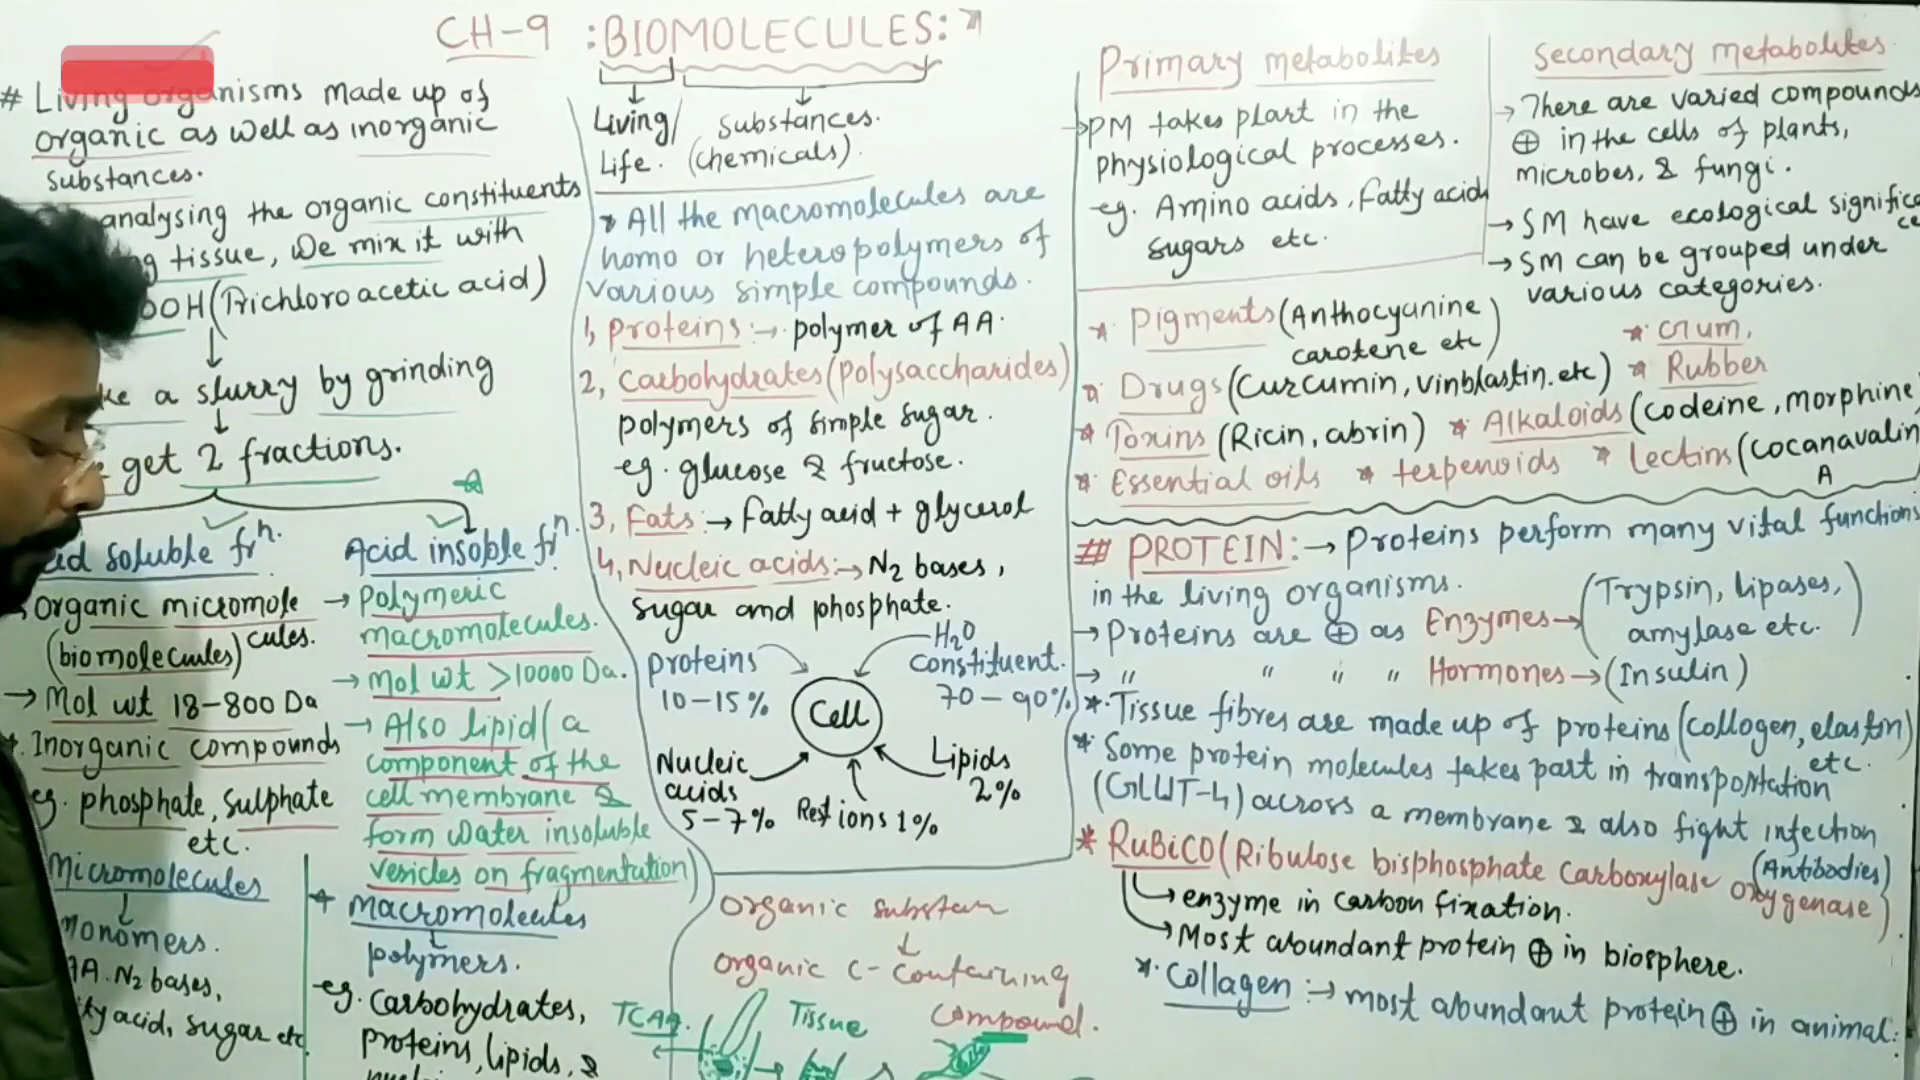 CH-9 :BIOMOLECULES:
# Living organisms made up of
organic as well as inorganic
substances.
analysing the organic constituents
tissue, We mix it with
OOH (Trichloro acetic acid)
a slurry by grinding
get 2 fractions.
soluble frn.
Organic micromole
cules.
(biomolecules)
→ Mol wt 18-800 Da
Inorganic compounds
eg. phosphate, Sulphate
etc.
Micromolecules
monomers.
AA. N2 bases,
acid, sugar etc.
Acid insoble frn.
→ Polymeric
macromolecules.
→ Mol wt >10000 Da.
→ Also lipid (a
component of the
cell membrane &
form water insoluble
vesicles on fragmentation)
Macromolecules
polymers.
eg. Carbohydrates,
proteins, lipids, &
Living/
Life.
Substances.
(chemicals).
All the macromolecules are
homo or heteropolymers of
various simple compounds.
1, Proteins :→ polymer of AA.
2, Carbohydrates (Polysaccharides)
polymers of simple sugar.
eg. glucose & fructose.
3, Fats :→ Fatty acid + glycerol
4, Nucleic acids :→ N2 bases,
sugar and phosphate.
proteins
10-15%
H2O
constituent.
70-90%
Cell
Nucleic
acids
5-7%
Rest ions 1%
Lipids
2%
Organic substan
Organic C-Containing
Compound.
TCAA.
Tissue
Primary metabolites
→ PM takes plart in the
physiological processes.
eg. Amino acids, Fatty acid
sugars etc.
Secondary metabolites
→ There are varied compounds
⊕ in the cells of plants,
microbes, & fungi.
→ SM have ecological significa
ce
→ SM can be grouped under
various categories.
* Pigments (Anthocyanine
carotene etc)
* Gum,
* Drugs (Curcumin, vinblastin. etc) * Rubber
* Toxins (Ricin, abrin) * Alkaloids (codeine, morphine,
* Essential oils * terpenoids * Lectins (cocanavalin
A
## PROTEIN: → Proteins perform many vital functions
in the living organisms.
→ Proteins are ⊕ as Enzymes → (Trypsin, lipases,
amylase etc.)
→ " " " " Hormones → (Insulin)
*. Tissue fibres are made up of proteins (Collogen, elastin)
etc.
* Some protein molecules takes part in transportation
(GLUT-4) across a membrane & also fight infection
(Antibodies)
* RuBiCO (Ribulose bisphosphate Carboxylase oxygenase)
→ enzyme in carbon fixation.
→ Most abundant protein ⊕ in biosphere.
*. Collagen :→ most abundant protein ⊕ in animal.